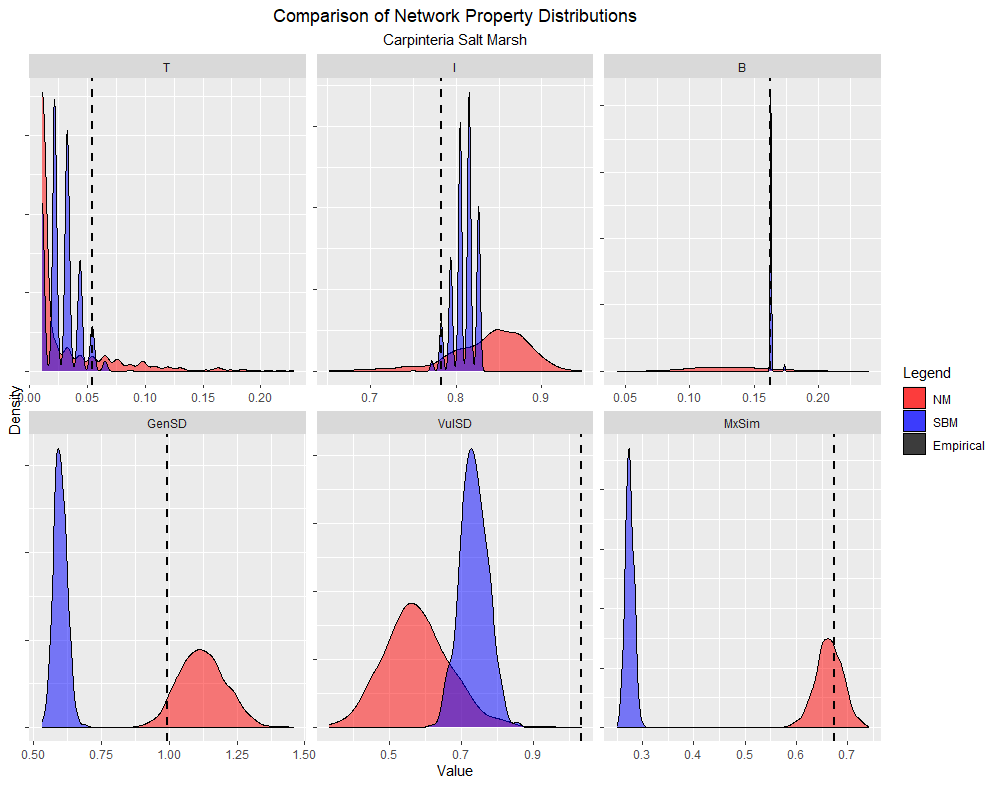 Comparison of Network Property Distributions
Carpinteria Salt Marsh
T I B
0.00 0.05 0.10 0.15 0.20 0.7 0.8 0.9 0.05 0.10 0.15 0.20
GenSD VulSD MxSim
0.50 0.75 1.00 1.25 1.50 0.5 0.7 0.9 0.3 0.4 0.5 0.6 0.7
Density
Value
Legend
NM
SBM
Empirical